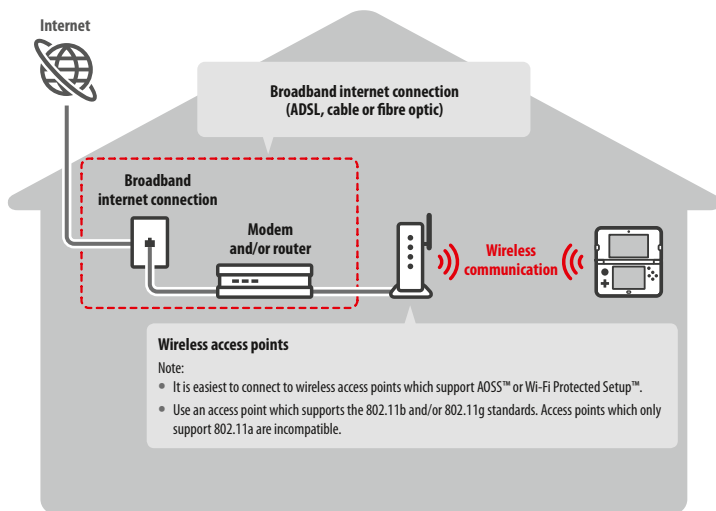 Internet
Broadband internet connection
(ADSL, cable or fibre optic)
Broadband
internet connection
Modem
and/or router
Wireless
communication
Wireless access points
Note:
• It is easiest to connect to wireless access points which support AOSS™ or Wi-Fi Protected Setup™.
• Use an access point which supports the 802.11b and/or 802.11g standards. Access points which only
support 802.11a are incompatible.